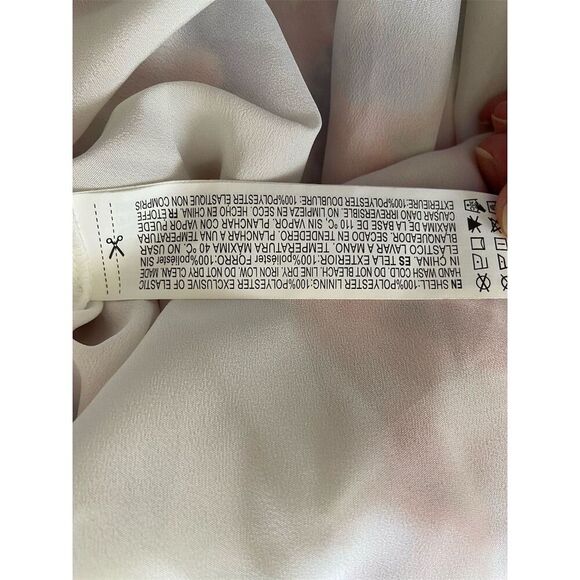 EN SHELL:100%POLYESTER LINING:100%POLYESTER EXCLUSIVE OF ELASTIC
HAND WASH COLD. DO NOT BLEACH. LINE DRY. IRON LOW. DO NOT DRY CLEAN. MADE
IN CHINA. ES TELA EXTERIOR: 100%poliéster FORRO: 100%poliéster SIN
ELASTICO LAVAR A MANO, TEMPERATURA MAXIMA 40 °C. NO USAR
BLANQUEADOR. SECADO EN TENDEDERO. PLANCHAR A UNA TEMPERATURA
MÁXIMA DE LA BASE DE 110 °C, SIN VAPOR. PLANCHAR CON VAPOR PUEDE
CAUSAR DAÑO IRREVERSIBLE. NO LIMPIEZA EN SECO HECHO EN CHINA. FR ETOFFE
EXTERIEURE: 100%POLYESTER DOUBLURE: 100%POLYESTER ELASTIQUE NON COMPRIS